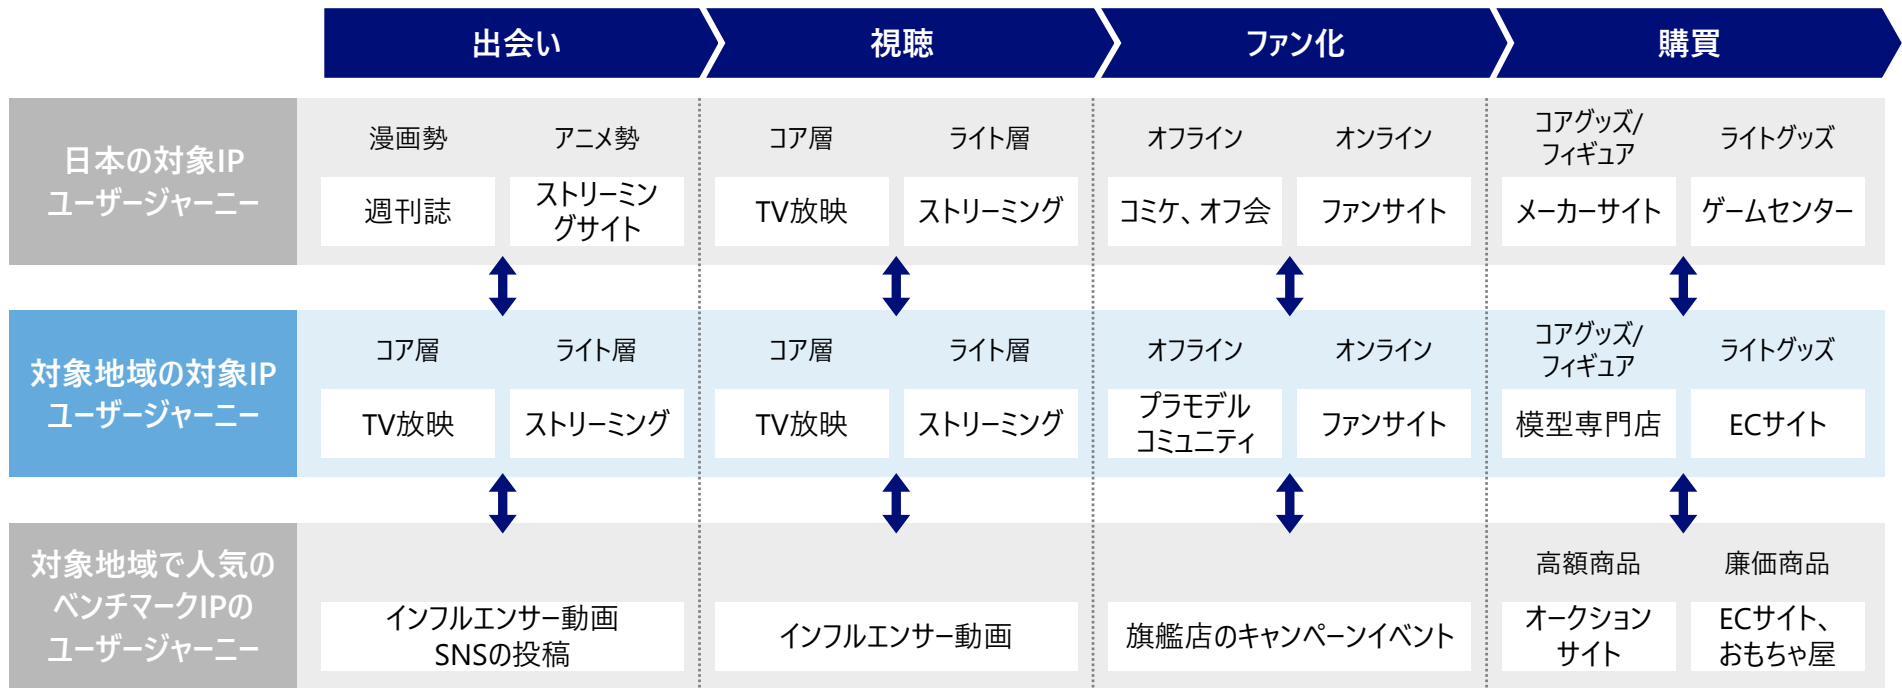 出会い
視聴
ファン化
購買
日本の対象IP
ユーザージャーニー
漫画勢
アニメ勢
コア層
ライト層
オフライン
オンライン
コアグッズ/
フィギュア
ライトグッズ
週刊誌
ストリーミン
グサイト
TV放映
ストリーミング
コミケ、オフ会
ファンサイト
メーカーサイト
ゲームセンター
対象地域の対象IP
ユーザージャーニー
コア層
ライト層
コア層
ライト層
オフライン
オンライン
コアグッズ/
フィギュア
ライトグッズ
TV放映
ストリーミング
TV放映
ストリーミング
プラモデル
コミュニティ
ファンサイト
模型専門店
ECサイト
対象地域で人気の
ベンチマークIPの
ユーザージャーニー
高額商品
廉価商品
インフルエンサー動画
SNSの投稿
インフルエンサー動画
旗艦店のキャンペーンイベント
オークション
サイト
ECサイト、
おもちゃ屋